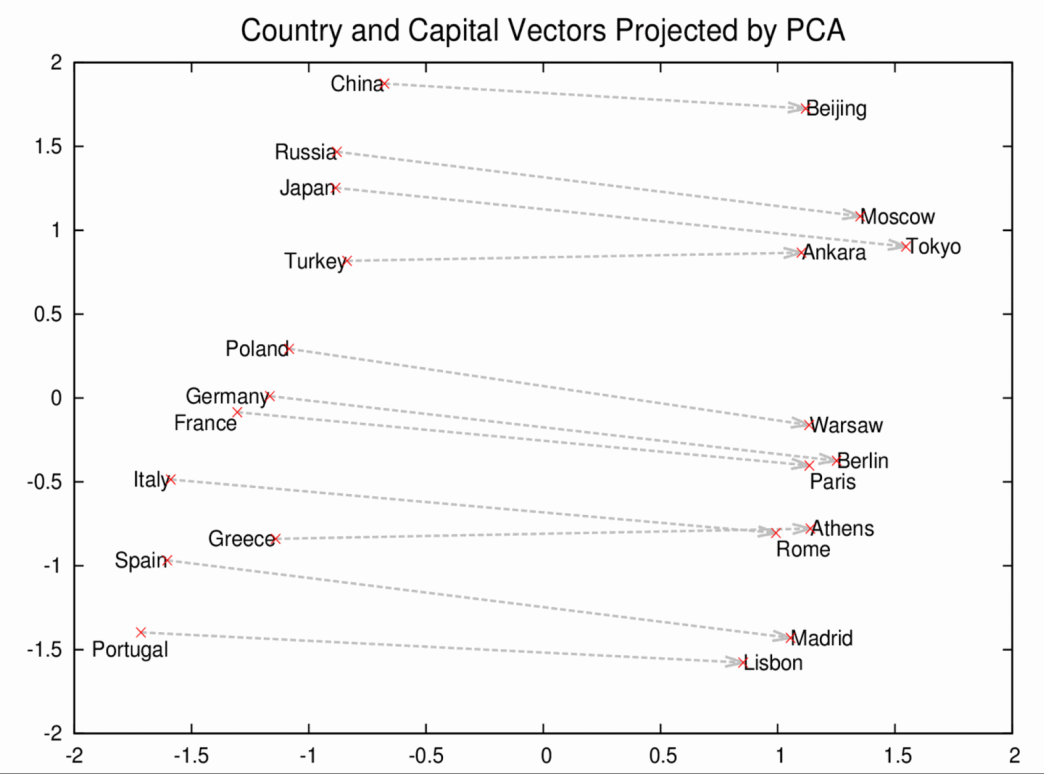 Country and Capital Vectors Projected by PCA
2
China
Beijing
1.5
Russia
Japan
Moscow
1
Tokyo
Turkey
Ankara
0.5
Poland
0
Germany
France
Warsaw
Berlin
-0.5
Italy
Paris
Athens
Greece
Rome
-1
Spain
Madrid
-1.5
Portugal
Lisbon
-2
-2 -1.5 -1 -0.5 0 0.5 1 1.5 2